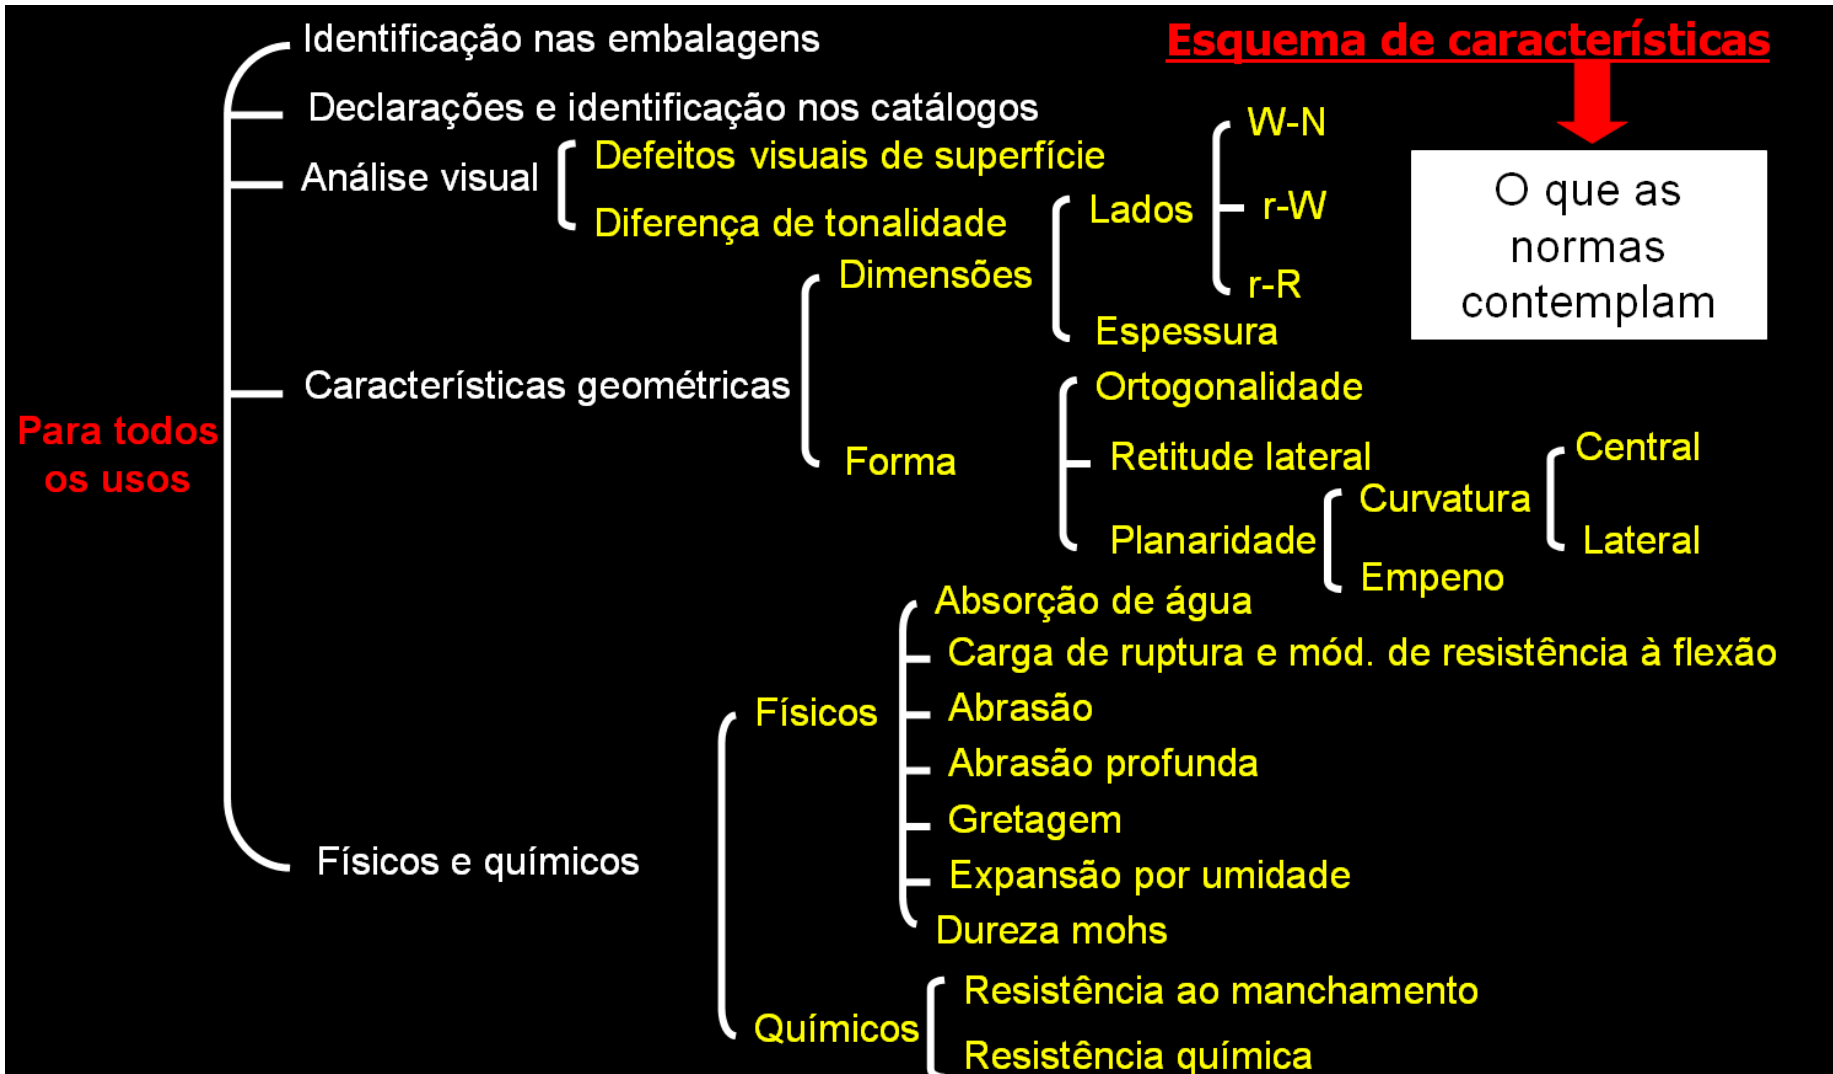 Esquema de características
O que as
normas
contemplam
Para todos
os usos
Identificação nas embalagens
Declarações e identificação nos catálogos
Análise visual
Defeitos visuais de superfície
Diferença de tonalidade
Características geométricas
Dimensões
Lados
W-N
r-W
r-R
Espessura
Forma
Ortogonalidade
Retitude lateral
Planaridade
Curvatura
Central
Lateral
Empeno
Físicos e químicos
Físicos
Absorção de água
Carga de ruptura e mód. de resistência à flexão
Abrasão
Abrasão profunda
Gretagem
Expansão por umidade
Dureza mohs
Químicos
Resistência ao manchamento
Resistência química